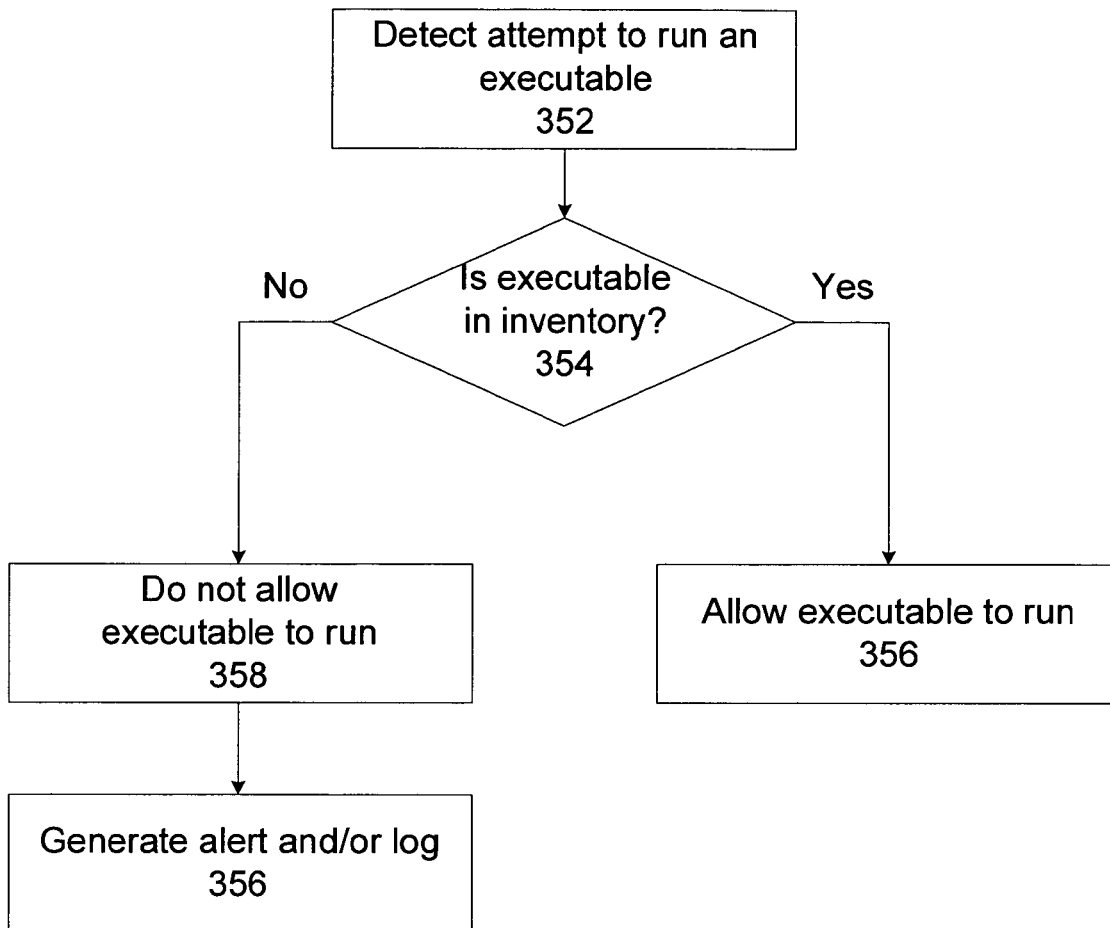 Detect attempt to run an
executable
352
Is executable
in inventory?
354
No
Yes
Do not allow
executable to run
358
Allow executable to run
356
Generate alert and/or log
356